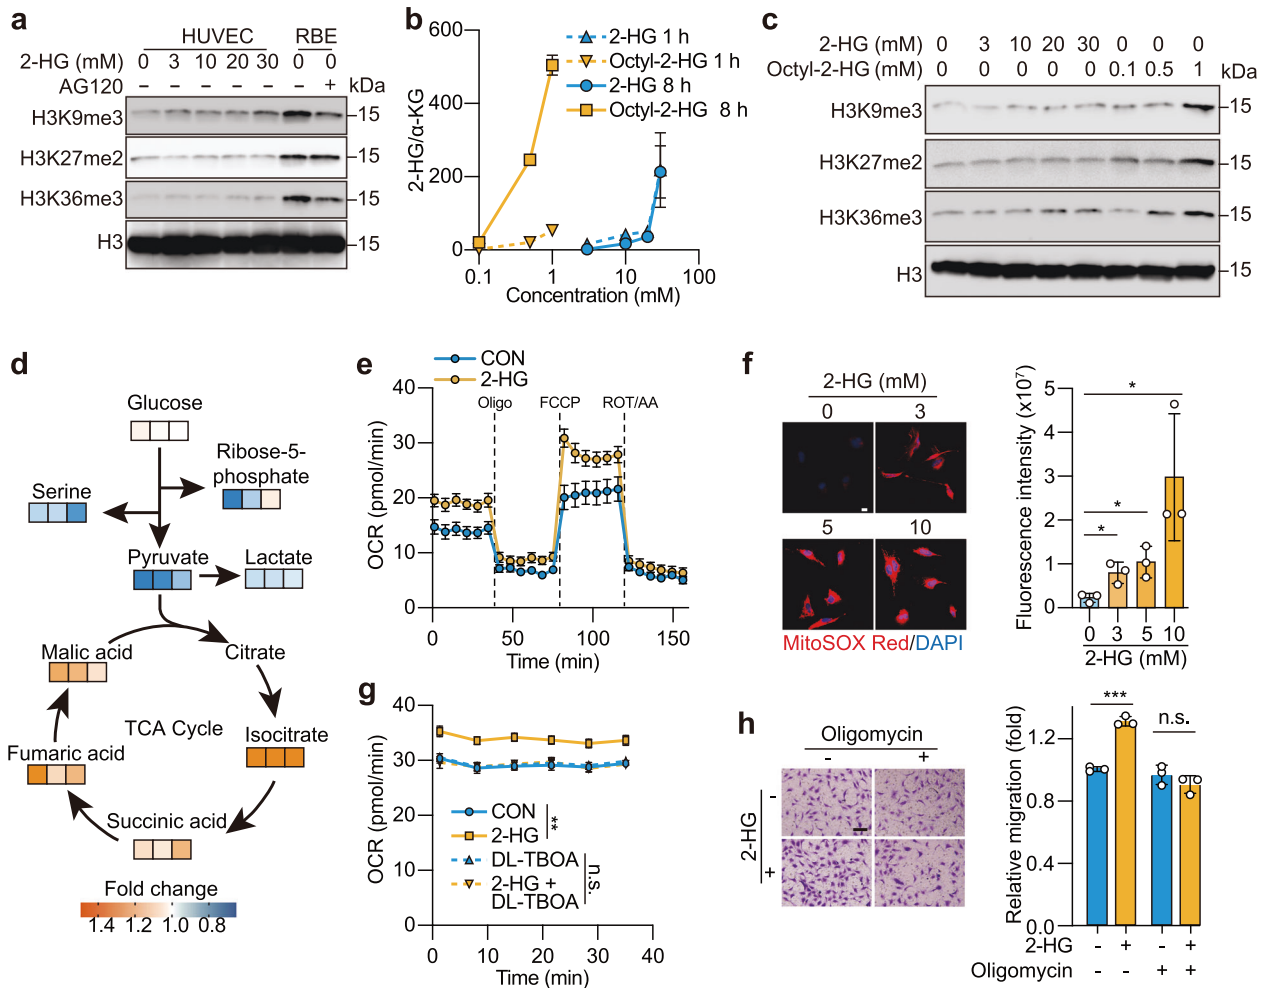 a
HUVEC RBE
2-HG (mM) 0 3 10 20 30 0 0
AG120 – – – – – – + kDa
H3K9me3 15
H3K27me2 15
H3K36me3 15
H3 15
b
600
400
200
0
2-HG/α-KG
2-HG 1 h
Octyl-2-HG 1 h
2-HG 8 h
Octyl-2-HG 8 h
0.1 1 10 100
Concentration (mM)
c
2-HG (mM) 0 3 10 20 30 0 0 0
Octyl-2-HG (mM) 0 0 0 0 0 0.1 0.5 1 kDa
H3K9me3 15
H3K27me2 15
H3K36me3 15
H3 15
d
Glucose
Ribose-5-
phosphate
Serine
Pyruvate
Lactate
Malic acid
Citrate
TCA Cycle
Isocitrate
Fumaric acid
Succinic acid
Fold change
1.4 1.2 1.0 0.8
e
CON
2-HG
40
30
20
10
0
OCR (pmol/min)
Oligo FCCP ROT/AA
0 50 100 150
Time (min)
f
2-HG (mM)
0 3
5 10
MitoSOX Red/DAPI
Fluorescence intensity (x10⁷)
5
4
3
2
1
0
*
*
*
0 3 5 10
2-HG (mM)
g
40
30
20
10
0
OCR (pmol/min)
CON
2-HG
**
DL-TBOA
2-HG +
DL-TBOA
n.s.
0 10 20 30 40
Time (min)
h
Oligomycin
- +
2-HG
-
+
Relative migration (fold)
1.2
0.8
0.4
0.0
***
n.s.
2-HG - + - +
Oligomycin - - + +